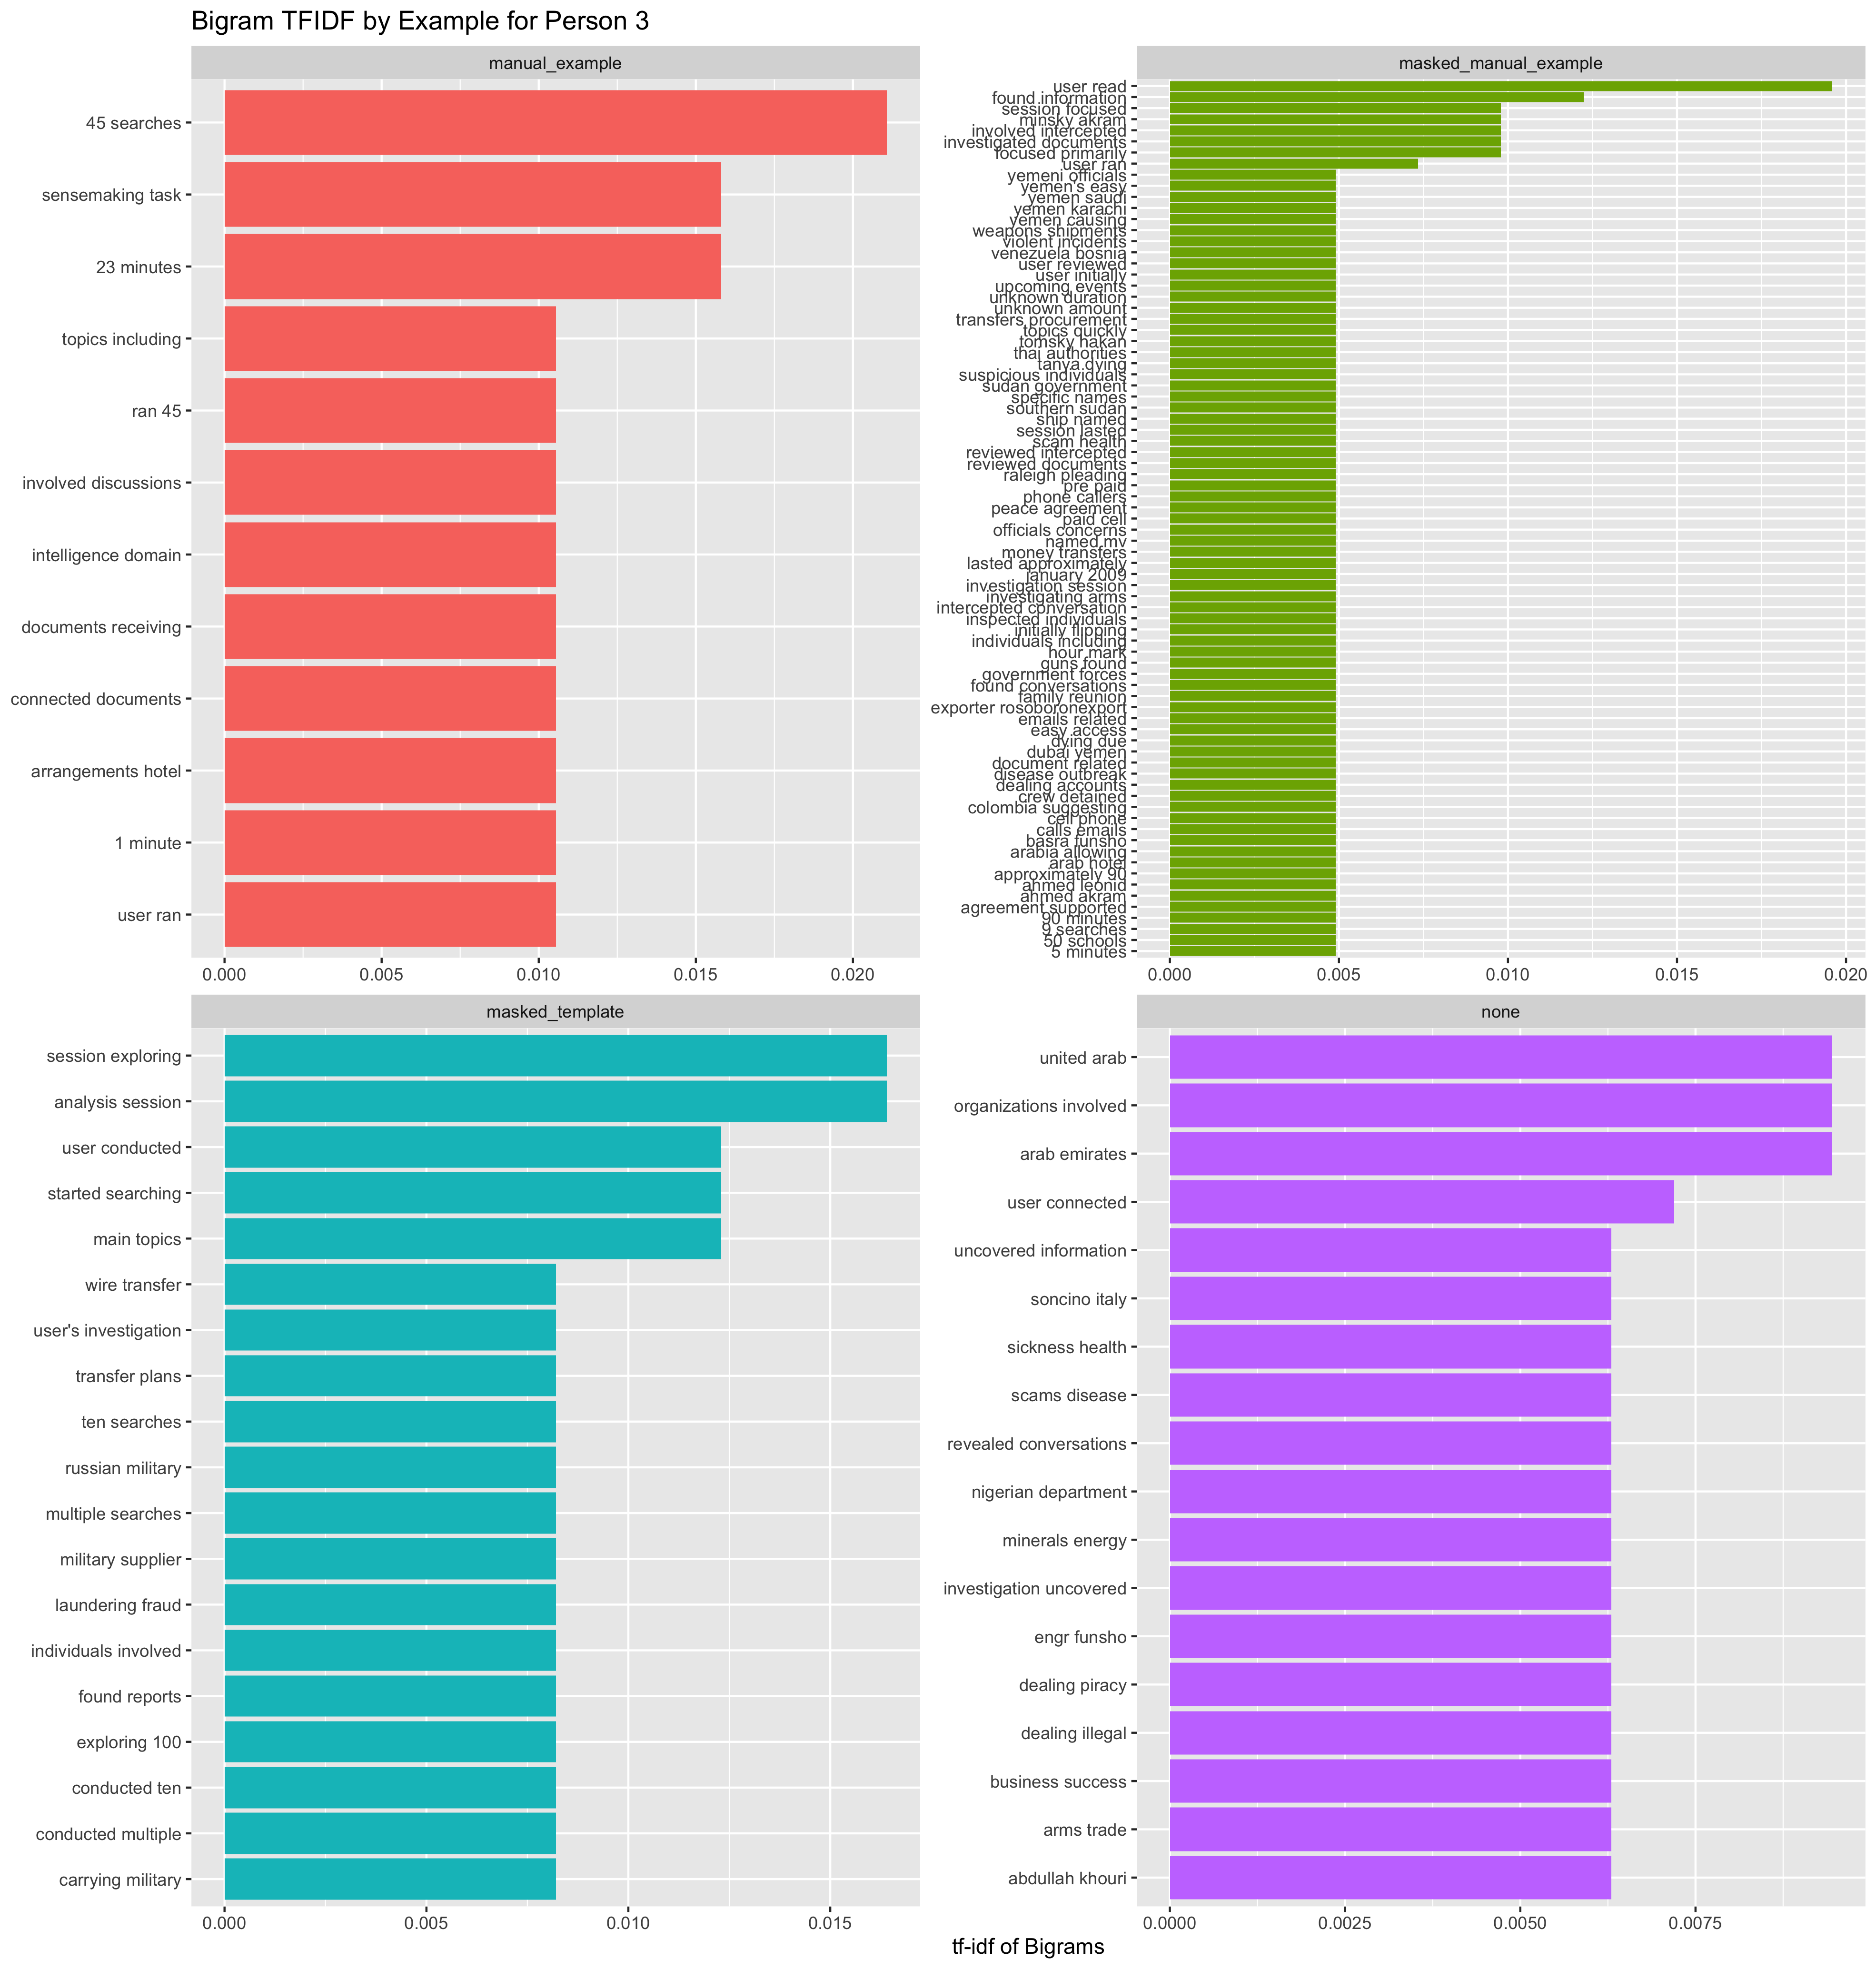 Bigram TFIDF by Example for Person 3
manual_example
45 searches
sensemaking task
23 minutes
topics including
ran 45
involved discussions
intelligence domain
documents receiving
connected documents
arrangements hotel
1 minute
user ran
0.000 0.005 0.010 0.015 0.020
masked_manual_example
user read
found information
session focused
minsky akram
involved intercepted
investigated documents
focused primarily
user ran
yemeni officials
yemen's easy
yemen saudi
yemen karachi
yemen causing
weapons shipments
violent incidents
venezuela bosnia
user reviewed
user initially
upcoming events
unknown duration
unknown amount
transfers procurement
topics quickly
tomsky hakan
thai authorities
tanya dying
suspicious individuals
sudan government
specific names
southern sudan
ship named
session lasted
scam health
reviewed intercepted
reviewed documents
raleigh pleading
pre paid
phone callers
peace agreement
paid cell
officials concerns
named mv
money transfers
lasted approximately
january 2009
investigation session
investigating arms
intercepted conversation
inspected individuals
initially flipping
individuals including
hour mark
guns found
government forces
found conversations
family reunion
exporter rosoboronexport
emails related
easy access
dying due
dubai yemen
document related
disease outbreak
dealing accounts
crew detained
colombia suggesting
cell phone
calls emails
basra funsho
arabia allowing
arab hotel
approximately 90
ahmed leonid
ahmed akram
agreement supported
90 minutes
9 searches
50 schools
5 minutes
0.000 0.005 0.010 0.015 0.020
masked_template
session exploring
analysis session
user conducted
started searching
main topics
wire transfer
user's investigation
transfer plans
ten searches
russian military
multiple searches
military supplier
laundering fraud
individuals involved
found reports
exploring 100
conducted ten
conducted multiple
carrying military
0.000 0.005 0.010 0.015
none
united arab
organizations involved
arab emirates
user connected
uncovered information
soncino italy
sickness health
scams disease
revealed conversations
nigerian department
minerals energy
investigation uncovered
engr funsho
dealing piracy
dealing illegal
business success
arms trade
abdullah khouri
0.0000 0.0025 0.0050 0.0075
tf-idf of Bigrams